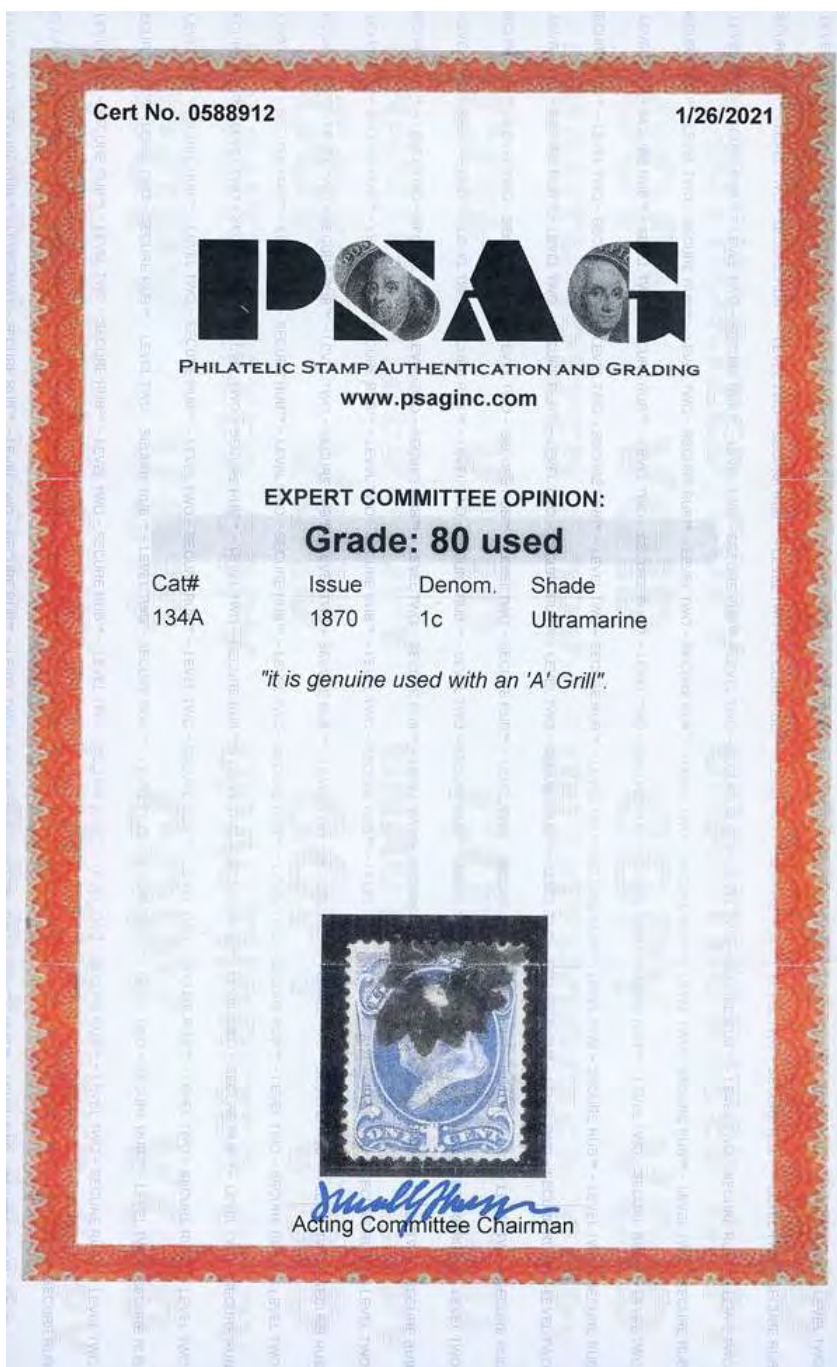 Cert No. 0588912 1/26/2021
PSAG
PHILATELIC STAMP AUTHENTICATION AND GRADING
www.psaginc.com
EXPERT COMMITTEE OPINION:
Grade: 80 used
Cat# Issue Denom. Shade
134A 1870 1c Ultramarine
"it is genuine used with an 'A' Grill".
ONE 1 CENT
Acting Committee Chairman